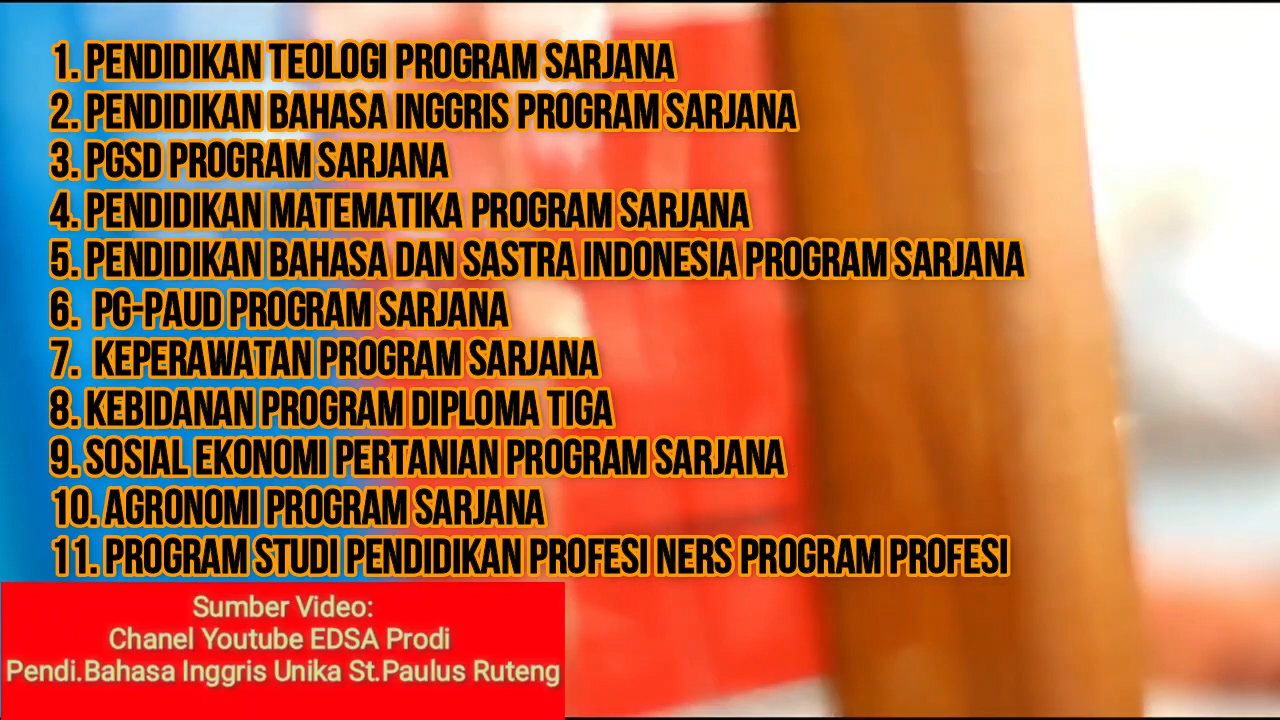 1. PENDIDIKAN TEOLOGI PROGRAM SARJANA
2. PENDIDIKAN BAHASA INGGRIS PROGRAM SARJANA
3. PGSD PROGRAM SARJANA
4. PENDIDIKAN MATEMATIKA PROGRAM SARJANA
5. PENDIDIKAN BAHASA DAN SASTRA INDONESIA PROGRAM SARJANA
6. PG-PAUD PROGRAM SARJANA
7. KEPERAWATAN PROGRAM SARJANA
8. KEBIDANAN PROGRAM DIPLOMA TIGA
9. SOSIAL EKONOMI PERTANIAN PROGRAM SARJANA
10. AGRONOMI PROGRAM SARJANA
11. PROGRAM STUDI PENDIDIKAN PROFESI NERS PROGRAM PROFESI
Sumber Video:
Chanel Youtube EDSA Prodi
Pendi.Bahasa Inggris Unika St.Paulus Ruteng